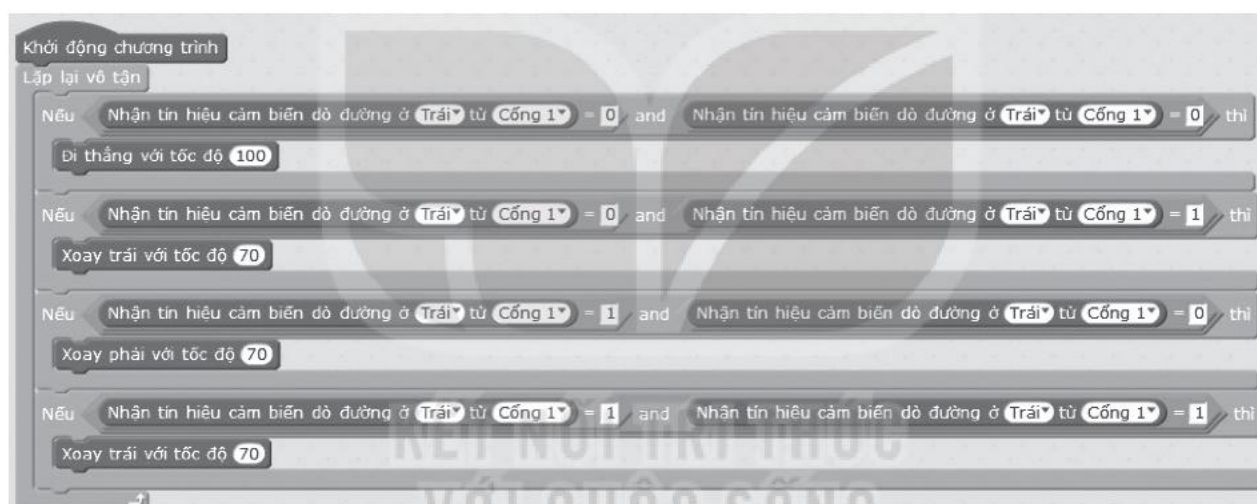 Khởi động chương trình
Lặp lại vô tận
Nếu Nhận tín hiệu cảm biến dò đường ở Trái từ Cổng 1 = 0 and Nhận tín hiệu cảm biến dò đường ở Trái từ Cổng 1 = 0 thì
Đi thẳng với tốc độ 100
Nếu Nhận tín hiệu cảm biến dò đường ở Trái từ Cổng 1 = 0 and Nhận tín hiệu cảm biến dò đường ở Trái từ Cổng 1 = 1 thì
Xoay trái với tốc độ 70
Nếu Nhận tín hiệu cảm biến dò đường ở Trái từ Cổng 1 = 1 and Nhận tín hiệu cảm biến dò đường ở Trái từ Cổng 1 = 0 thì
Xoay phải với tốc độ 70
Nếu Nhận tín hiệu cảm biến dò đường ở Trái từ Cổng 1 = 1 and Nhận tín hiệu cảm biến dò đường ở Trái từ Cổng 1 = 1 thì
KẾT NỐI TRI THỨC
Xoay trái với tốc độ 70
VỚI CUỘC SỐNG